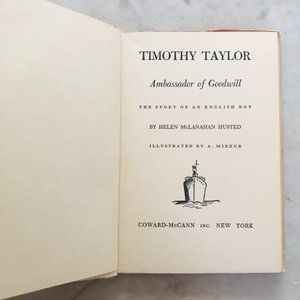 TIMOTHY TAYLOR
Ambassador of Goodwill
THE STORY OF AN ENGLISH BOY
BY HELEN McLANAHAN HUSTED
ILLUSTRATED BY A. MIREUR
COWARD-McCANN INC. NEW YORK